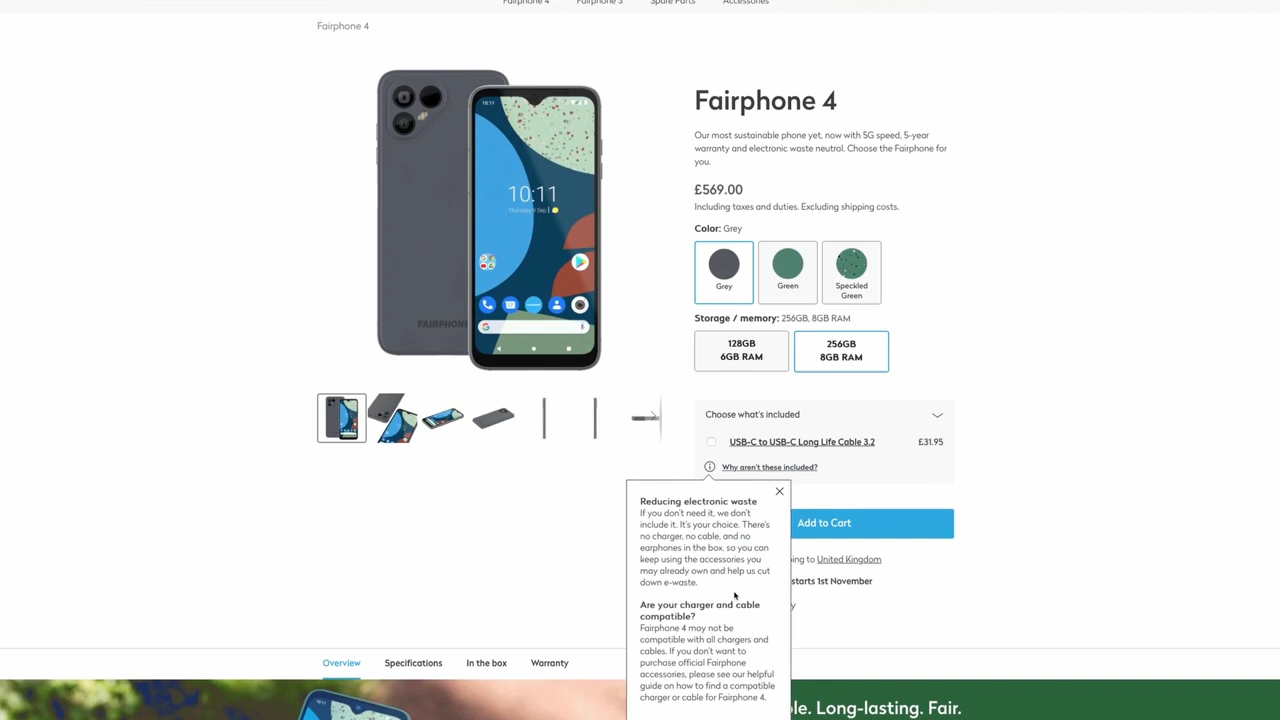 Fairphone 4 Fairphone 3 Spare Parts Accessories
Fairphone 4
10:11
10:11
Thursday 9 Sep
FAIRPHONE
Fairphone 4
Our most sustainable phone yet, now with 5G speed, 5-year
warranty and electronic waste neutral. Choose the Fairphone for
you.
£569.00
Including taxes and duties. Excluding shipping costs.
Color: Grey
Grey
Green
Speckled
Green
Storage / memory: 256GB, 8GB RAM
128GB
6GB RAM
256GB
8GB RAM
Choose what's included
USB-C to USB-C Long Life Cable 3.2 £31.95
Why aren't these included?
Reducing electronic waste
If you don't need it, we don't
include it. It's your choice. There's
no charger, no cable, and no
earphones in the box, so you can
keep using the accessories you
may already own and help us cut
down e-waste.
Are your charger and cable
compatible?
Fairphone 4 may not be
compatible with all chargers and
cables. If you don't want to
purchase official Fairphone
accessories, please see our helpful
guide on how to find a compatible
charger or cable for Fairphone 4.
Add to Cart
ing to United Kingdom
starts 1st November
y
Overview Specifications In the box Warranty
le. Long-lasting. Fair.